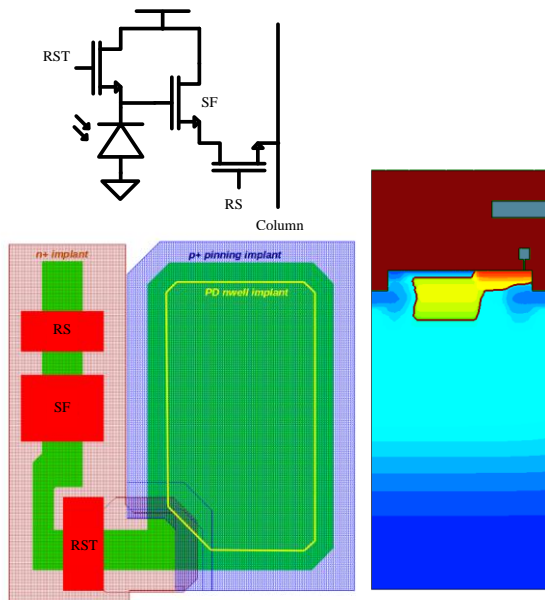 RST
SF
RS
Column
n+ implant
p+ pinning implant
PD nwell implant
RS
SF
RST